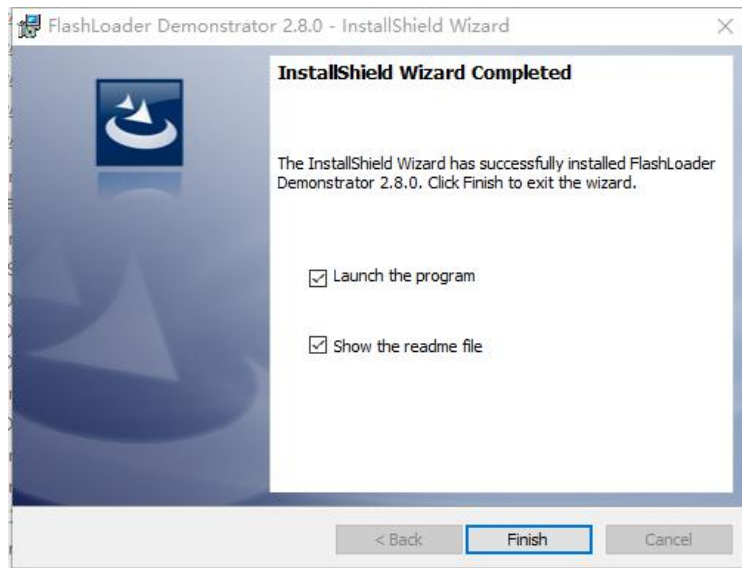 FlashLoader Demonstrator 2.8.0 - InstallShield Wizard
InstallShield Wizard Completed
The InstallShield Wizard has successfully installed FlashLoader
Demonstrator 2.8.0. Click Finish to exit the wizard.
Launch the program
Show the readme file
< Back
Finish
Cancel